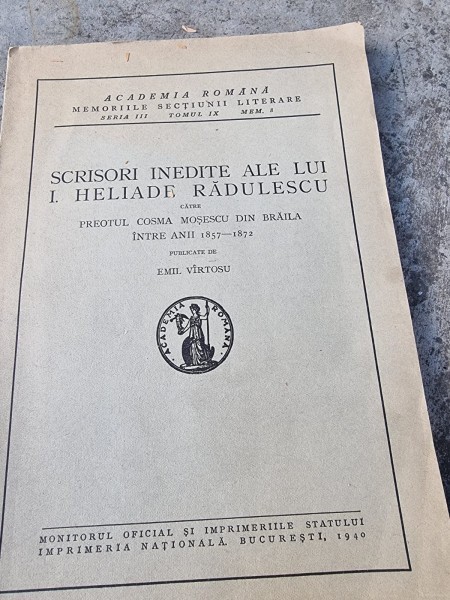 ACADEMIA ROMÂNĂ
MEMORIILE SECȚIUNII LITERARE
SERIA III TOMUL IX MEM. 8
SCRISORI INEDITE ALE LUI
I. HELIADE RĂDULESCU
CĂTRE
PREOTUL COSMA MOȘESCU DIN BRĂILA
ÎNTRE ANII 1857—1872
PUBLICATE DE
EMIL VÎRTOSU
ACADEMIA ROMÂNA
MONITORUL OFICIAL ȘI IMPRIMERIILE STATULUI
IMPRIMERIA NAȚIONALĂ. BUCUREȘTI, 1940